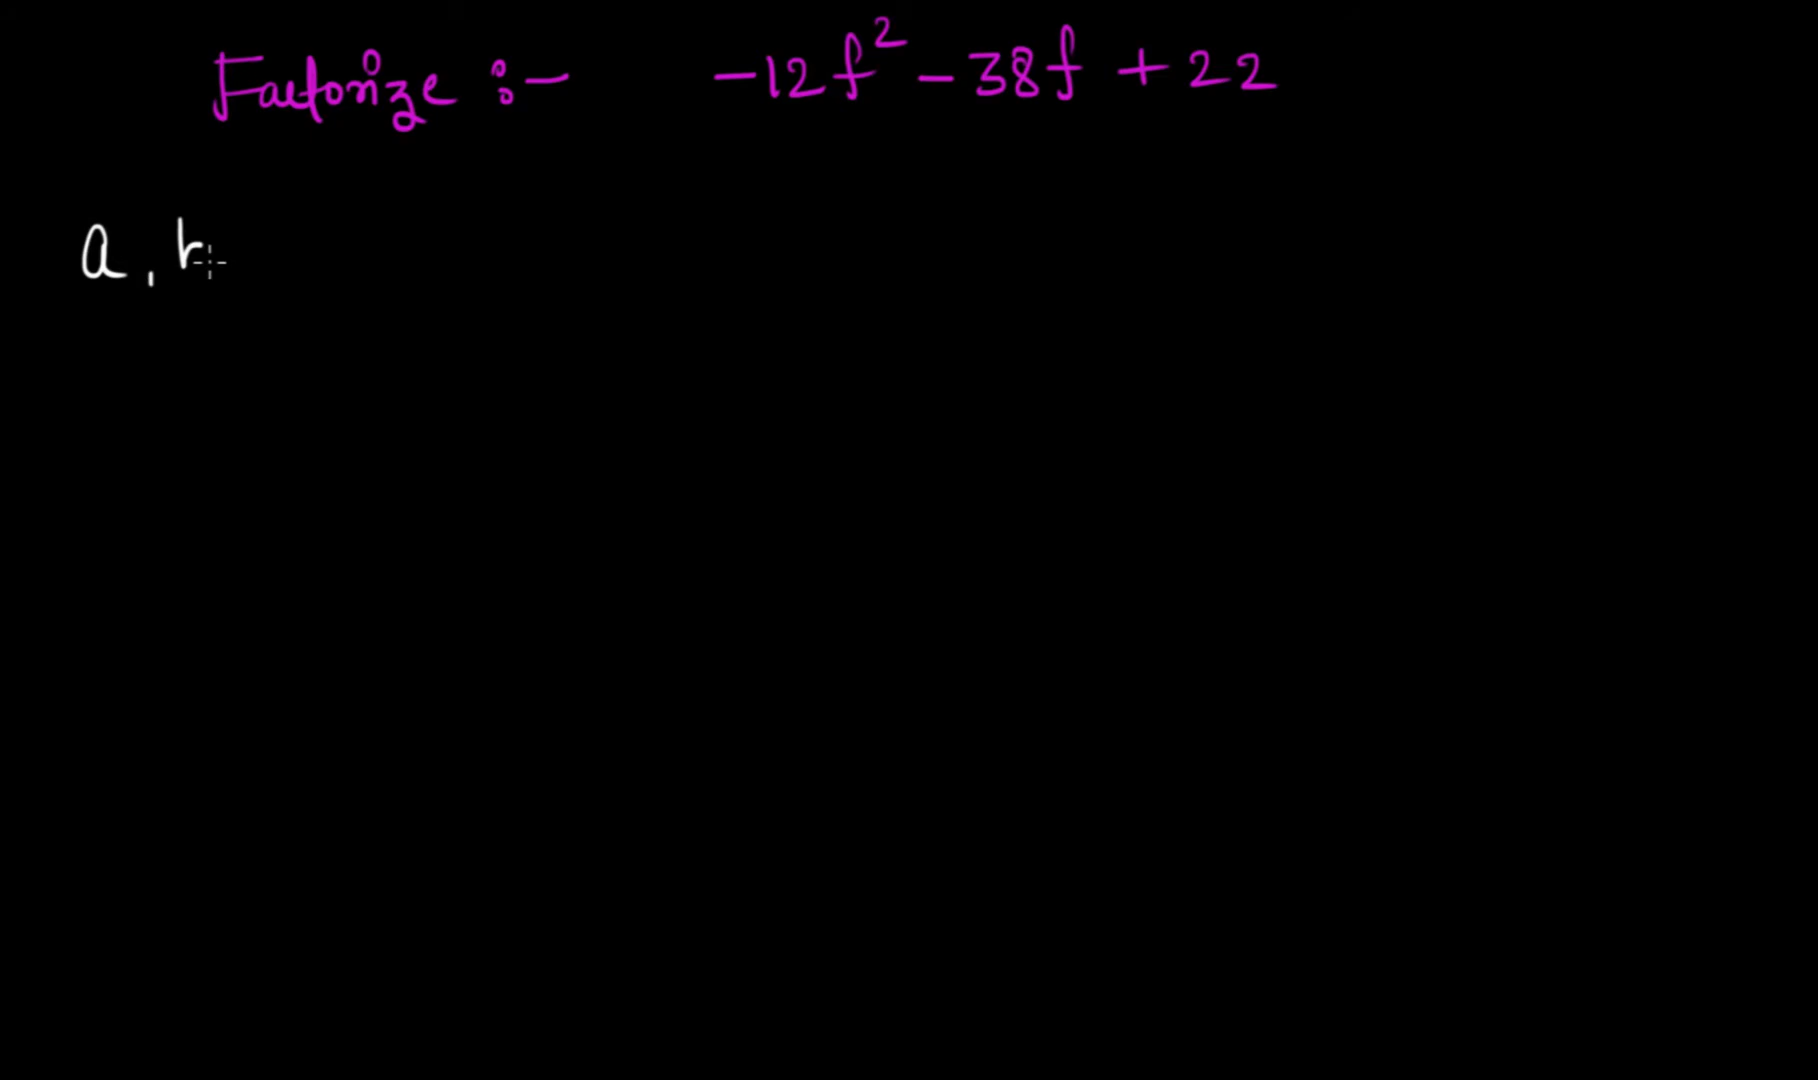 Factorize :- -12f² - 38f + 22
a,